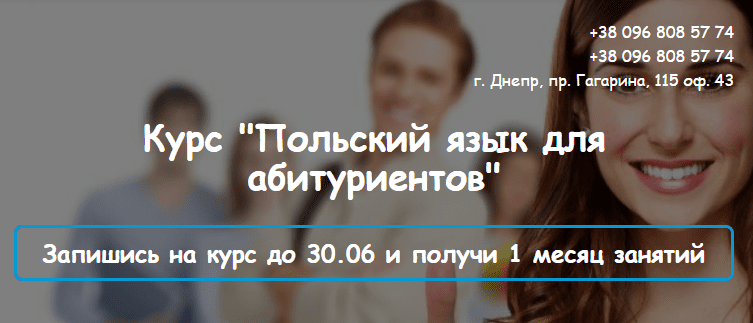 +38 096 808 57 74
+38 096 808 57 74
г. Днепр, пр. Гагарина, 115 оф. 43
Курс "Польский язык для
абитуриентов"
Запишись на курс до 30.06 и получи 1 месяц занятий